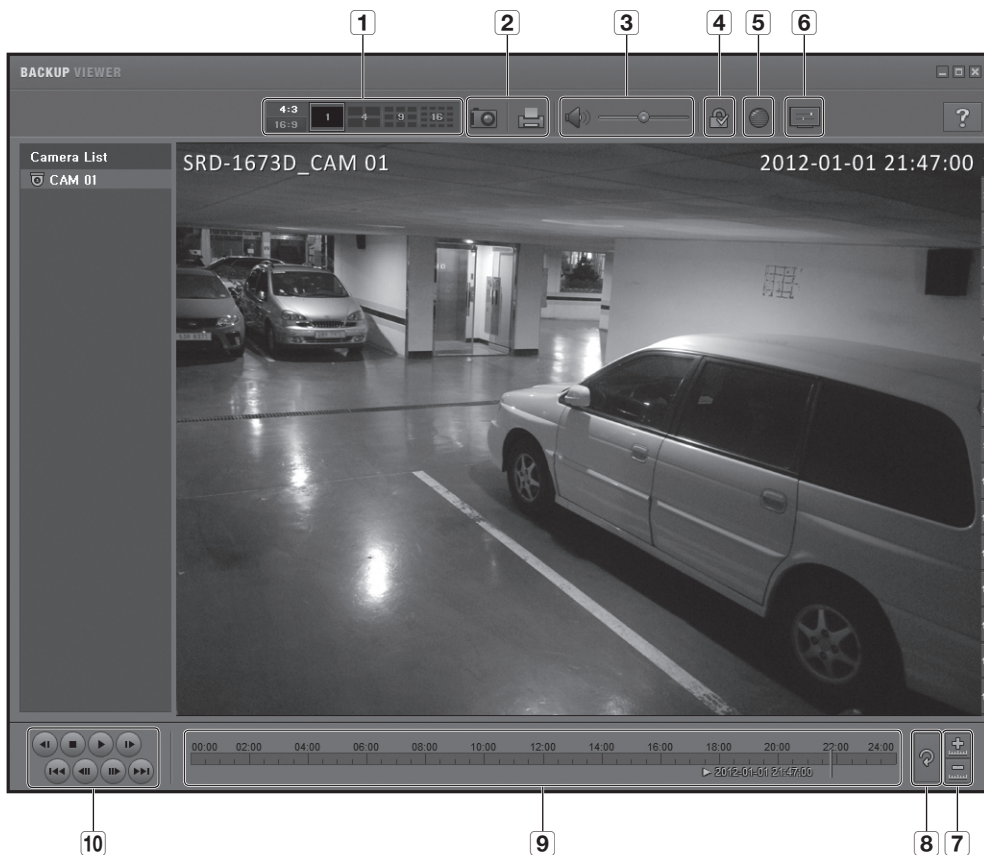 1 2 3 4 5 6
BACKUP VIEWER
4:3
16:9
1 4 9 16
?
Camera List
CAM 01
SRD-1673D_CAM 01 2012-01-01 21:47:00
00:00 02:00 04:00 06:00 08:00 10:00 12:00 14:00 16:00 18:00 20:00 22:00 24:00
2012-01-01 21:47:00
10 9 8 7